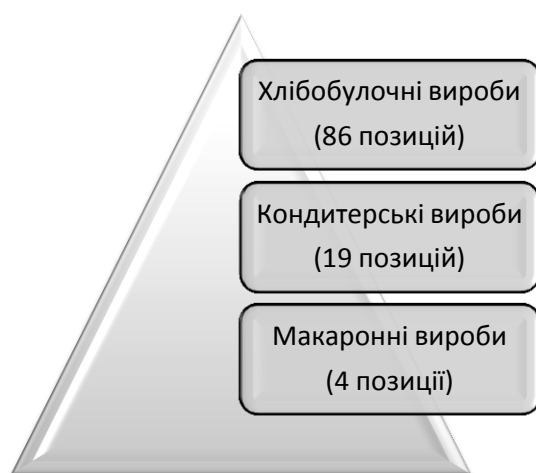 Хлібобулочні вироби
(86 позицій)
Кондитерські вироби
(19 позицій)
Макаронні вироби
(4 позиції)